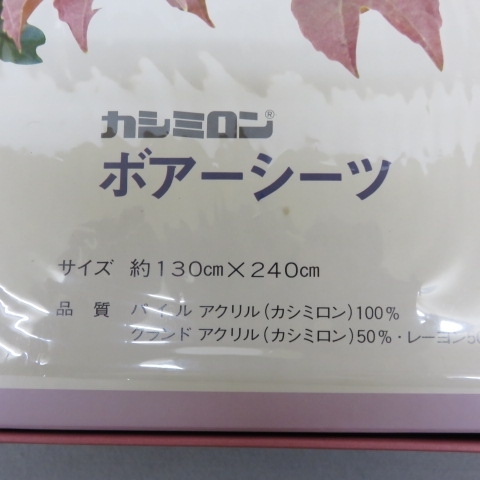 カシミロン®
ボアーシーツ
サイズ 約130cm×240cm
品 質 パイル アクリル(カシミロン)100%
グランド アクリル(カシミロン)50%・レーヨン50